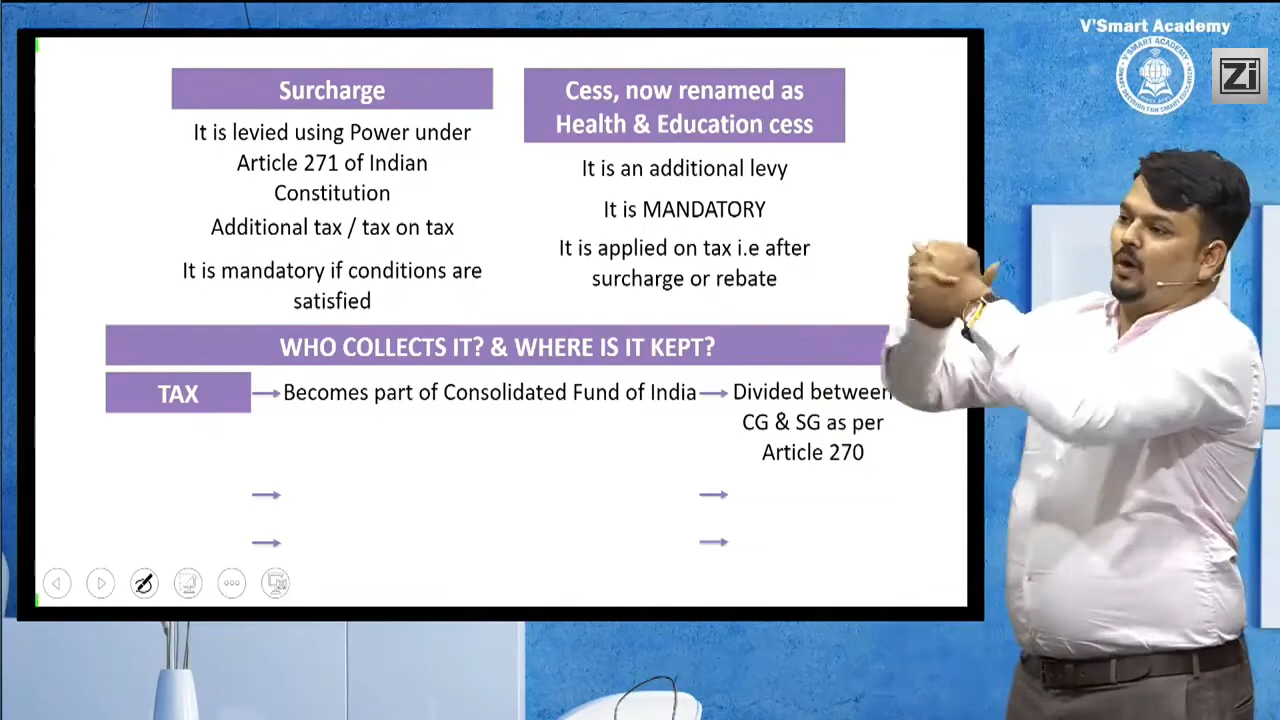 V'Smart Academy
Zi
Surcharge
It is levied using Power under
Article 271 of Indian
Constitution
Additional tax / tax on tax
It is mandatory if conditions are
satisfied
Cess, now renamed as
Health & Education cess
It is an additional levy
It is MANDATORY
It is applied on tax i.e after
surcharge or rebate
WHO COLLECTS IT? & WHERE IS IT KEPT?
TAX
Becomes part of Consolidated Fund of India
Divided between
CG & SG as per
Article 270